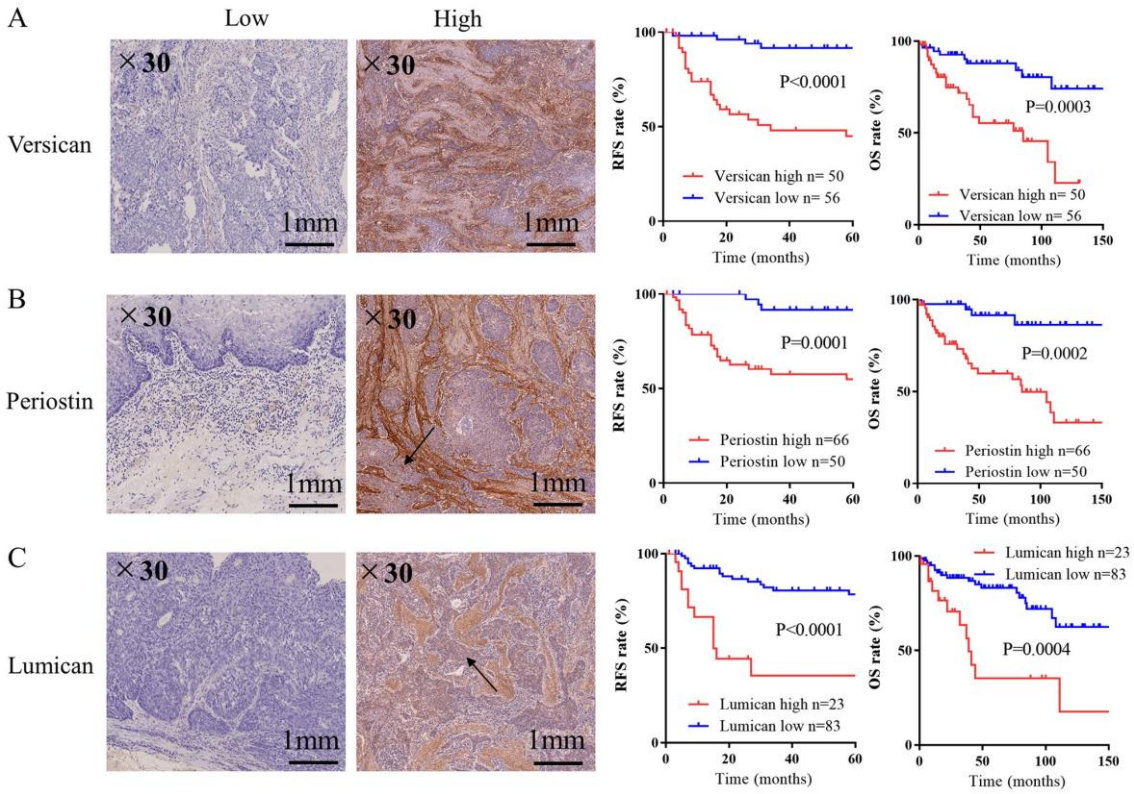 A
Low
High
Versican
× 30
1mm
× 30
1mm
RFS rate (%)
100
50
0
0
20
40
60
Time (months)
P<0.0001
Versican high n= 50
Versican low n= 56
OS rate (%)
100
50
0
0
50
100
150
Time (months)
P=0.0003
Versican high n= 50
Versican low n= 56
B
Periostin
× 30
1mm
× 30
1mm
RFS rate (%)
100
50
0
0
20
40
60
Time (months)
P=0.0001
Periostin high n=66
Periostin low n=50
OS rate (%)
100
50
0
0
50
100
150
Time (months)
P=0.0002
Periostin high n=66
Periostin low n=50
C
Lumican
× 30
1mm
× 30
1mm
RFS rate (%)
100
50
0
0
20
40
60
Time (months)
P<0.0001
Lumican high n=23
Lumican low n=83
OS rate (%)
100
50
0
0
50
100
150
Time (months)
Lumican high n=23
Lumican low n=83
P=0.0004